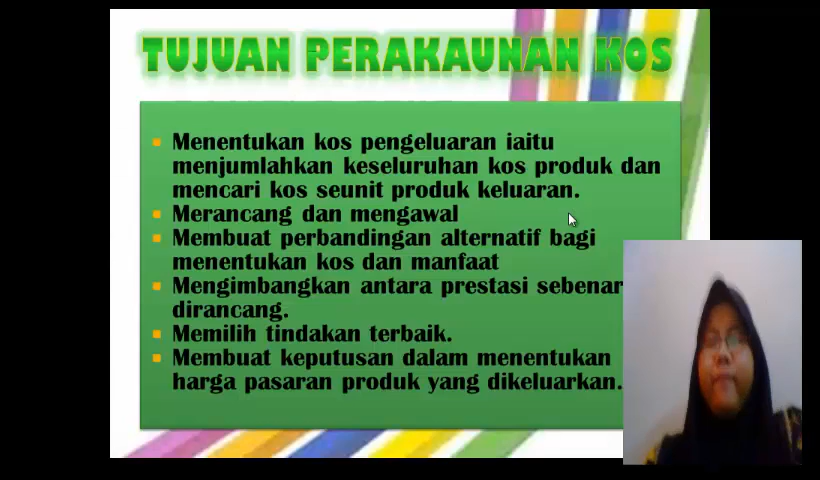 TUJUAN PERAKAUNAN KOS
Menentukan kos pengeluaran iaitu
menjumlahkan keseluruhan kos produk dan
mencari kos seunit produk keluaran.
Merancang dan mengawal
Membuat perbandingan alternatif bagi
menentukan kos dan manfaat
Mengimbangkan antara prestasi sebenar
dirancang.
Memilih tindakan terbaik.
Membuat keputusan dalam menentukan
harga pasaran produk yang dikeluarkan.